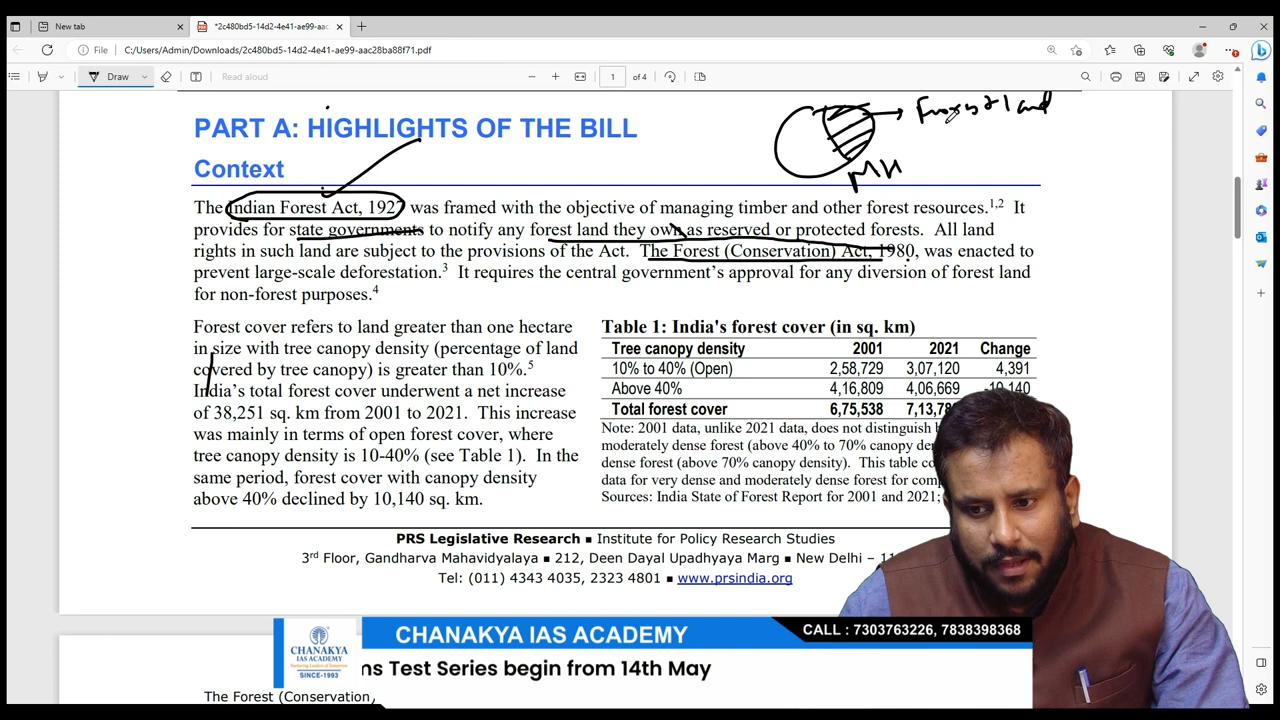 New tab
*2c480bd5-14d2-4e41-ae99-aac...
File
C:/Users/Admin/Downloads/2c480bd5-14d2-4e41-ae99-aac28ba88f71.pdf
Draw
Read aloud
1
of 4
Forest land
MH
PART A: HIGHLIGHTS OF THE BILL
Context
The Indian Forest Act, 1927 was framed with the objective of managing timber and other forest resources.1,2 It
provides for state governments to notify any forest land they own as reserved or protected forests. All land
rights in such land are subject to the provisions of the Act. The Forest (Conservation) Act, 1980, was enacted to
prevent large-scale deforestation.3 It requires the central government's approval for any diversion of forest land
for non-forest purposes.4
Forest cover refers to land greater than one hectare
in size with tree canopy density (percentage of land
covered by tree canopy) is greater than 10%.5
India's total forest cover underwent a net increase
of 38,251 sq. km from 2001 to 2021. This increase
was mainly in terms of open forest cover, where
tree canopy density is 10-40% (see Table 1). In the
same period, forest cover with canopy density
above 40% declined by 10,140 sq. km.
Table 1: India's forest cover (in sq. km)
Tree canopy density 2001 2021 Change
10% to 40% (Open) 2,58,729 3,07,120 4,391
Above 40% 4,16,809 4,06,669 -10,140
Total forest cover 6,75,538 7,13,78
Note: 2001 data, unlike 2021 data, does not distinguish
moderately dense forest (above 40% to 70% canopy de
dense forest (above 70% canopy density). This table co
data for very dense and moderately dense forest for com
Sources: India State of Forest Report for 2001 and 2021;
PRS Legislative Research ■ Institute for Policy Research Studies
3rd Floor, Gandharva Mahavidyalaya ■ 212, Deen Dayal Upadhyaya Marg ■ New Delhi – 11
Tel: (011) 4343 4035, 2323 4801 ■ www.prsindia.org
CHANAKYA
IAS ACADEMY
Nurturing Leaders of Tomorrow
SINCE-1993
CHANAKYA IAS ACADEMY
CALL : 7303763226, 7838398368
ns Test Series begin from 14th May
The Forest (Conservation